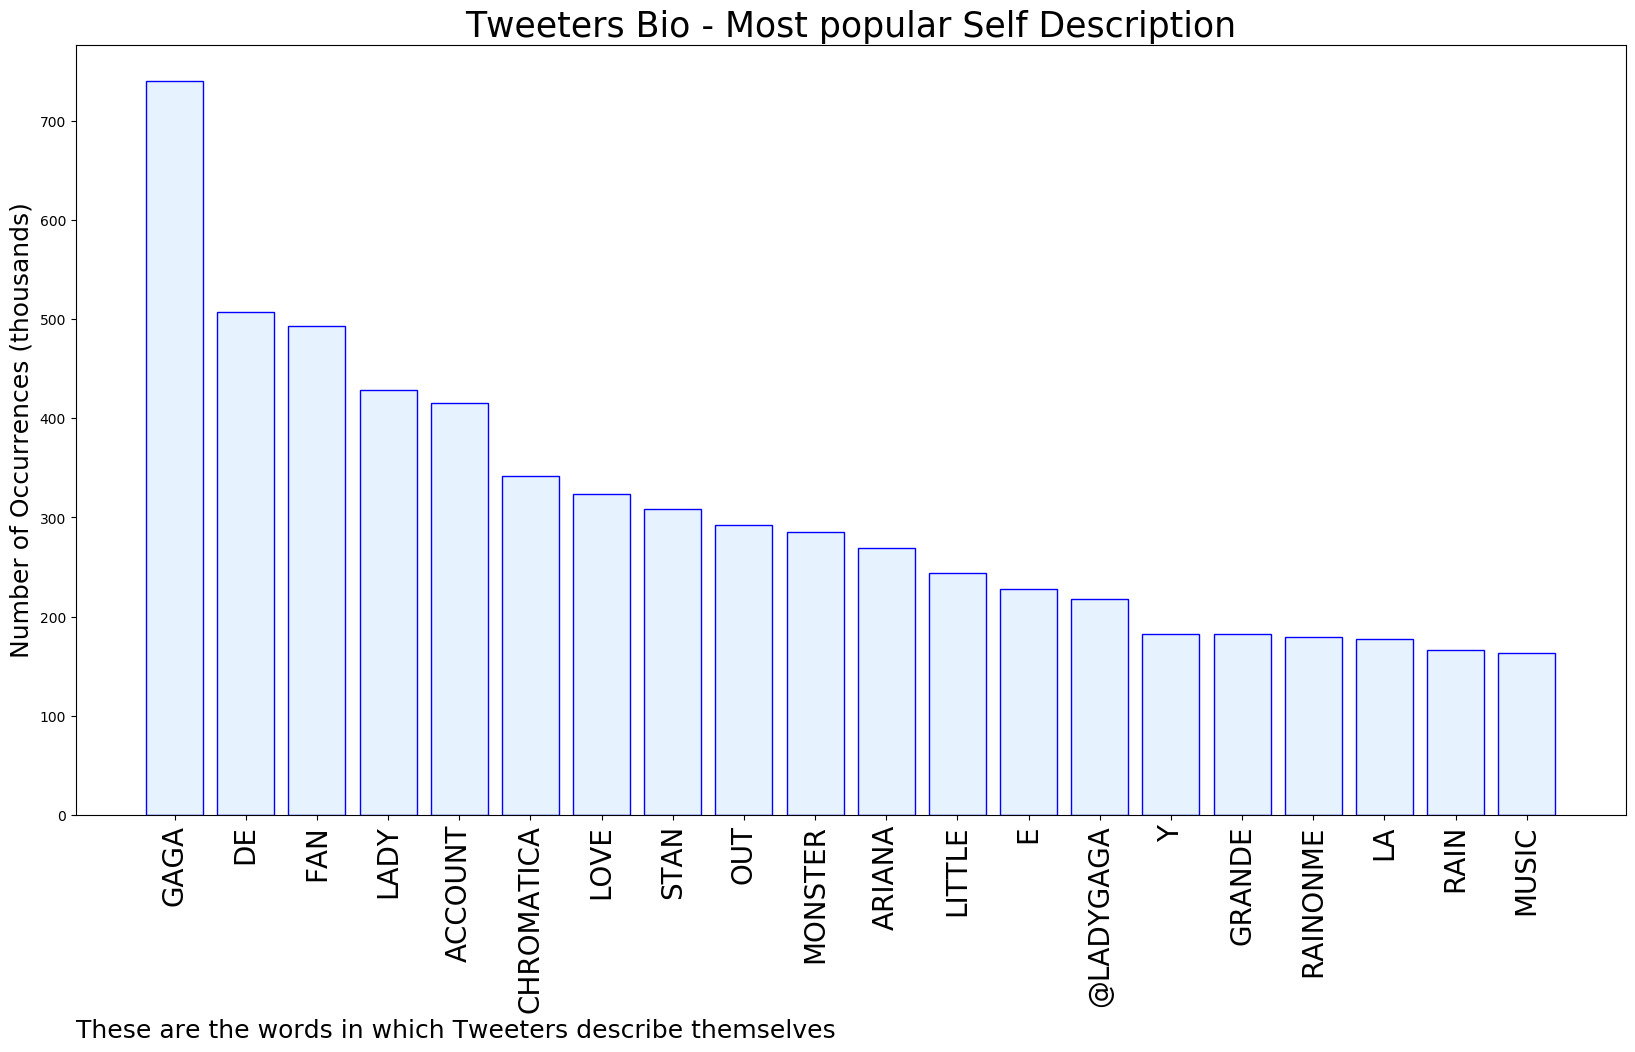 Tweeters Bio - Most popular Self Description
Number of Occurrences (thousands)
700
600
500
400
300
200
100
0
GAGA
DE
FAN
LADY
ACCOUNT
CHROMATICA
LOVE
STAN
OUT
MONSTER
ARIANA
LITTLE
E
@LADYGAGA
Y
GRANDE
RAINONME
LA
RAIN
MUSIC
These are the words in which Tweeters describe themselves